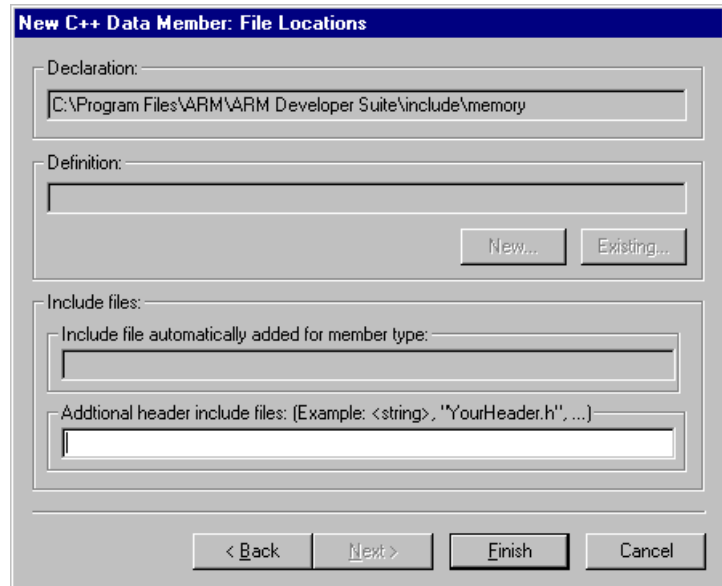 New C++ Data Member: File Locations
Declaration:
C:\Program Files\ARM\ARM Developer Suite\include\memory
Definition:
New... Existing...
Include files:
Include file automatically added for member type:
Addtional header include files: (Example: <string>, "YourHeader.h", ...)
< Back Next > Finish Cancel